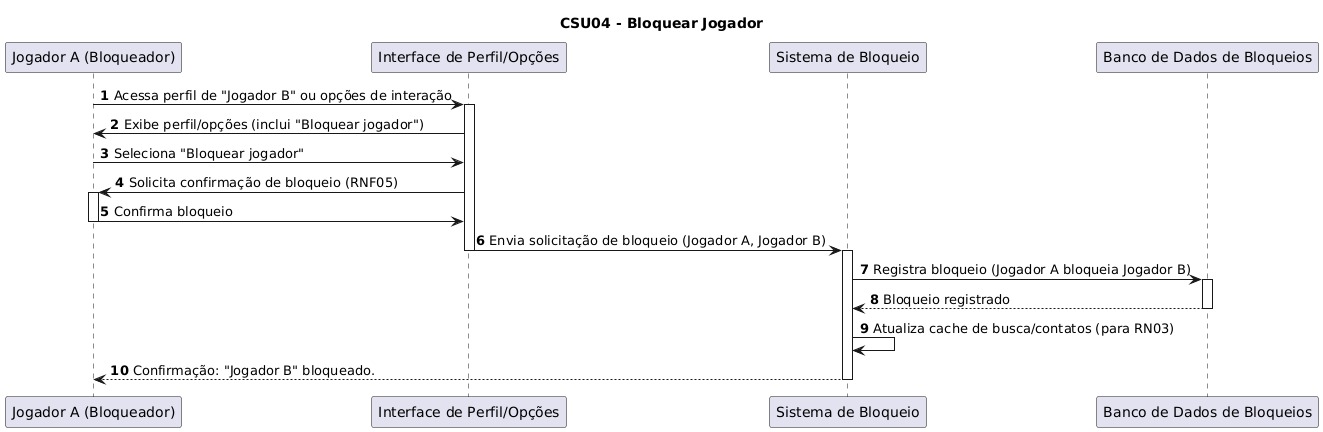 CSU04 - Bloquear Jogador
Jogador A (Bloqueador)
Interface de Perfil/Opções
Sistema de Bloqueio
Banco de Dados de Bloqueios
1 Acessa perfil de "Jogador B" ou opções de interação
2 Exibe perfil/opções (inclui "Bloquear jogador")
3 Seleciona "Bloquear jogador"
4 Solicita confirmação de bloqueio (RNF05)
5 Confirma bloqueio
6 Envia solicitação de bloqueio (Jogador A, Jogador B)
7 Registra bloqueio (Jogador A bloqueia Jogador B)
8 Bloqueio registrado
9 Atualiza cache de busca/contatos (para RN03)
10 Confirmação: "Jogador B" bloqueado.
Jogador A (Bloqueador)
Interface de Perfil/Opções
Sistema de Bloqueio
Banco de Dados de Bloqueios